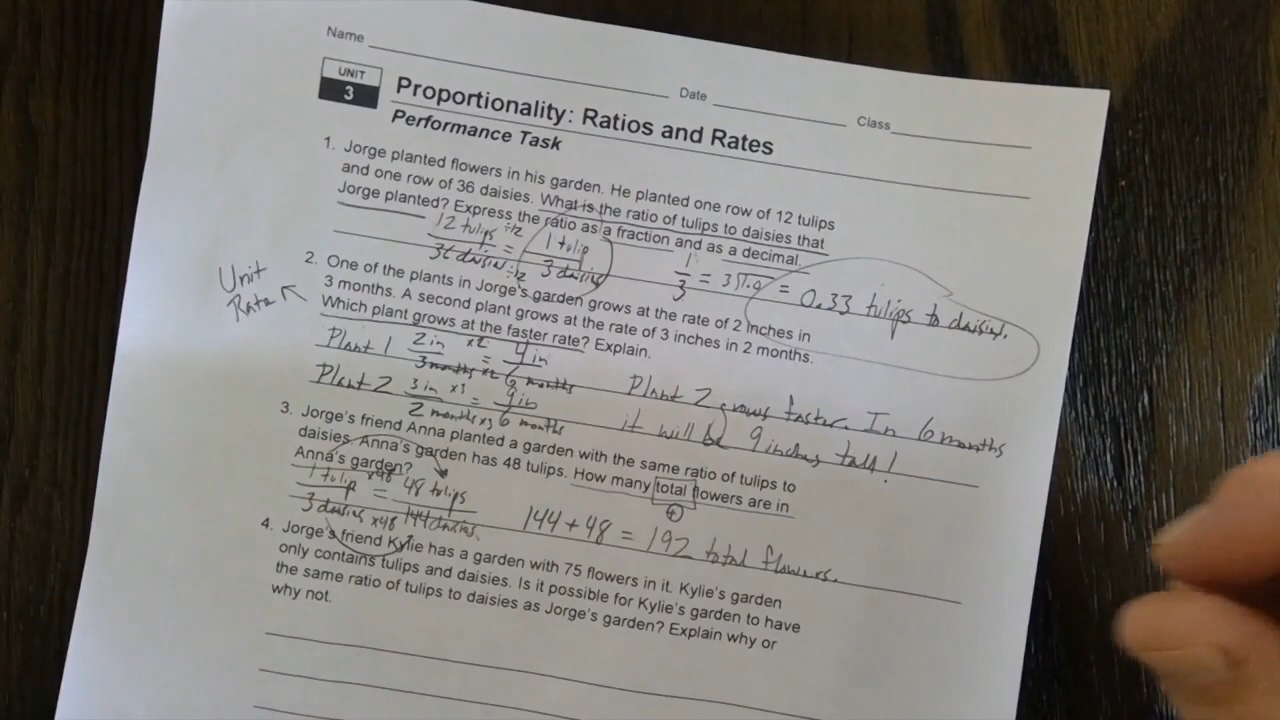 Name Date Class
UNIT 3
Proportionality: Ratios and Rates
Performance Task
1. Jorge planted flowers in his garden. He planted one row of 12 tulips
and one row of 36 daisies. What is the ratio of tulips to daisies that
Jorge planted? Express the ratio as a fraction and as a decimal.
12 tulips ÷12 = 1 tulip
36 daisies ÷12 3 daisies
1/3 = 3)1.0 = 0.33 tulips to daisies.
Unit
Rate
2. One of the plants in Jorge's garden grows at the rate of 2 inches in
3 months. A second plant grows at the rate of 3 inches in 2 months.
Which plant grows at the faster rate? Explain.
Plant 1 2 in x2 = 4 in
3 months x2 6 months
Plant 2 3 in x3 = 9 in
2 months x3 6 months
Plant 2 grows faster. In 6 months
it will be 9 inches tall!
3. Jorge's friend Anna planted a garden with the same ratio of tulips to
daisies. Anna's garden has 48 tulips. How many total flowers are in
Anna's garden?
+
1 tulip x48 = 48 tulips
3 daisies x48 144 daisies.
144 + 48 = 192 total flowers.
4. Jorge's friend Kylie has a garden with 75 flowers in it. Kylie's garden
only contains tulips and daisies. Is it possible for Kylie's garden to have
the same ratio of tulips to daisies as Jorge's garden? Explain why or
why not.